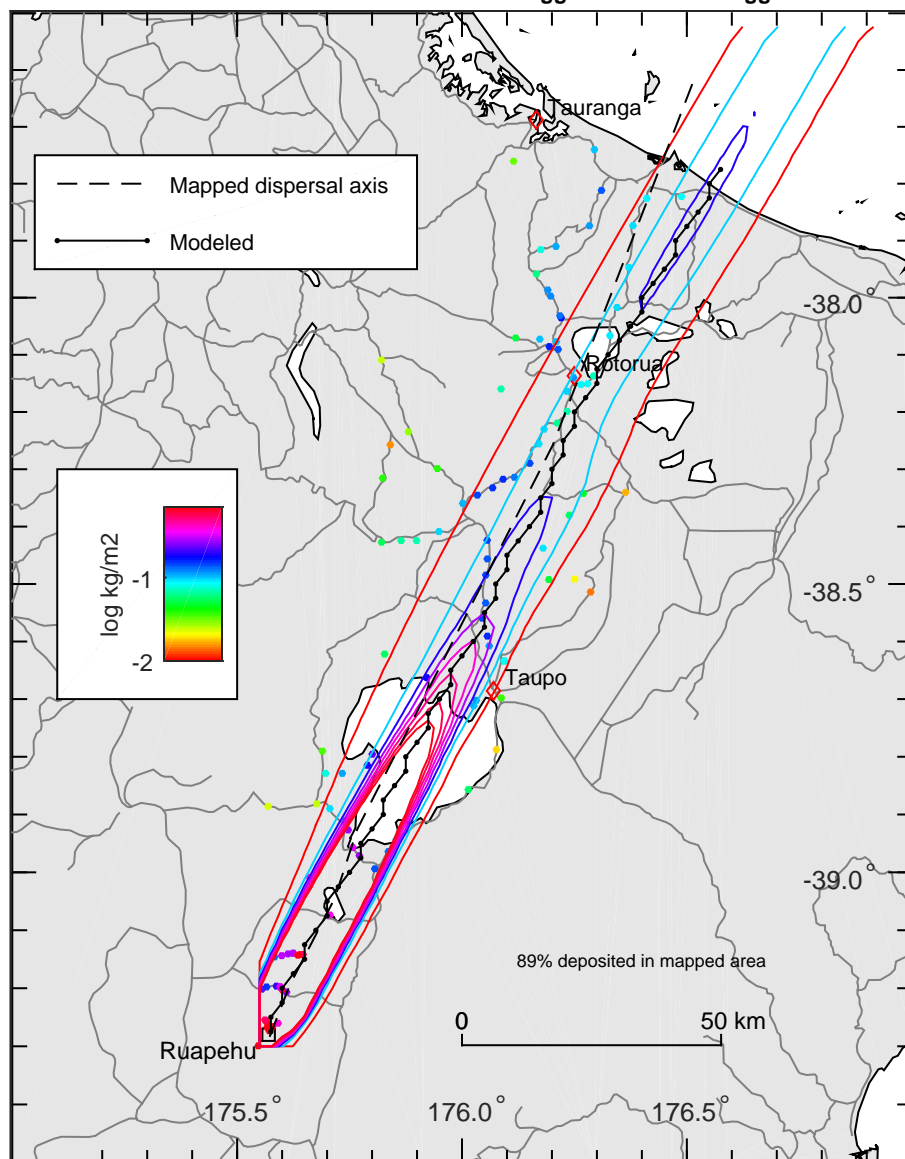 Tauranga
Mapped dispersal axis
Modeled
-38.0°
Rotorua
log kg/m2
-1
-2
-38.5°
Taupo
-39.0°
89% deposited in mapped area
0 50 km
Ruapehu
175.5° 176.0° 176.5°